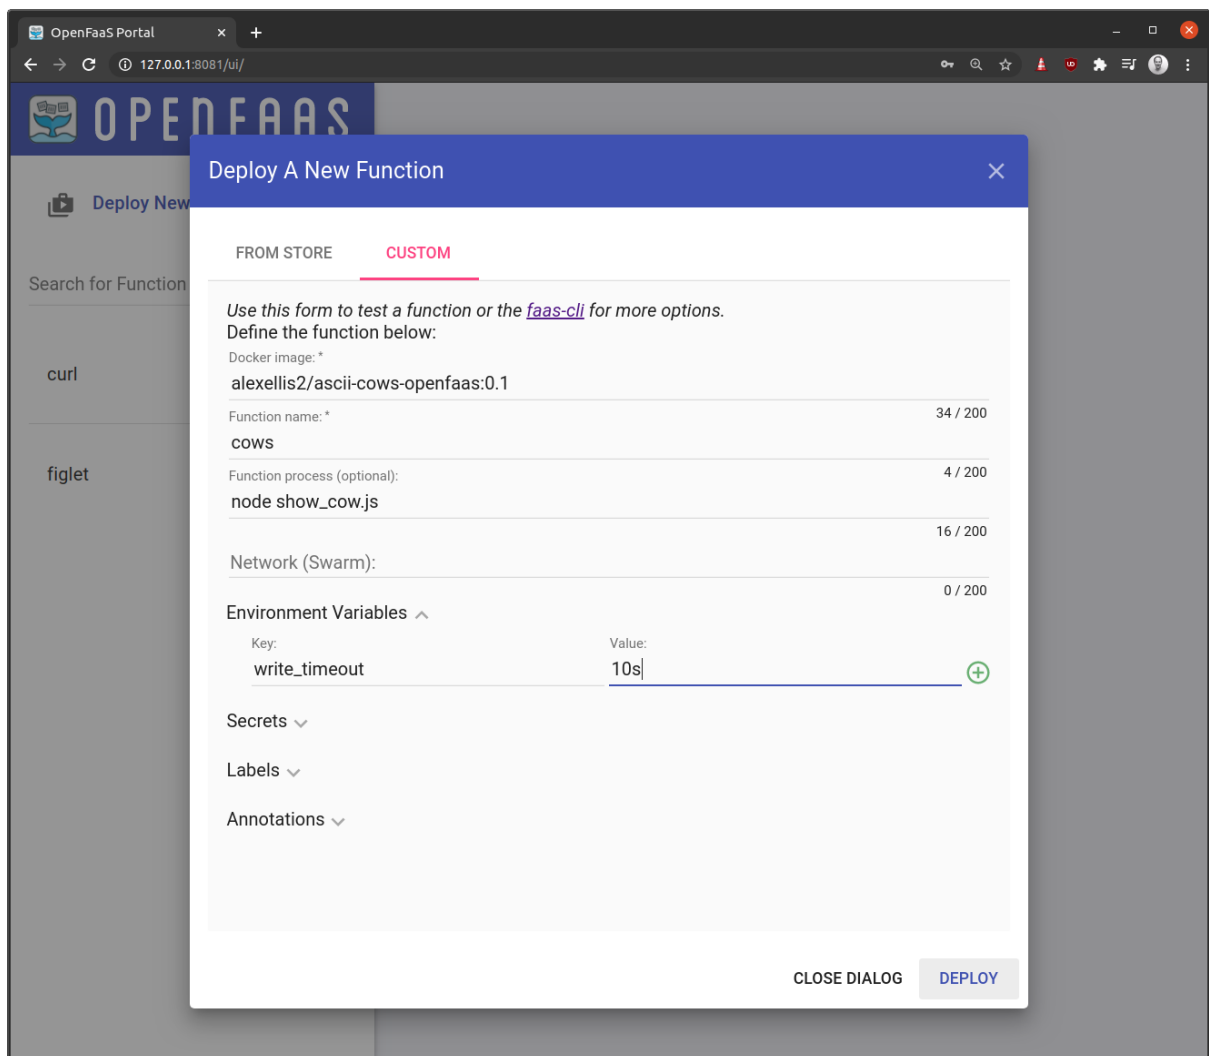 OpenFaaS Portal
127.0.0.1:8081/ui/
OPENFAAS
Deploy New
Search for Function
curl
figlet
Deploy A New Function
FROM STORE CUSTOM
Use this form to test a function or the faas-cli for more options.
Define the function below:
Docker image: *
alexellis2/ascii-cows-openfaas:0.1
34 / 200
Function name: *
cows
4 / 200
Function process (optional):
node show_cow.js
16 / 200
Network (Swarm):
0 / 200
Environment Variables
Key: Value:
write_timeout 10s
Secrets
Labels
Annotations
CLOSE DIALOG DEPLOY